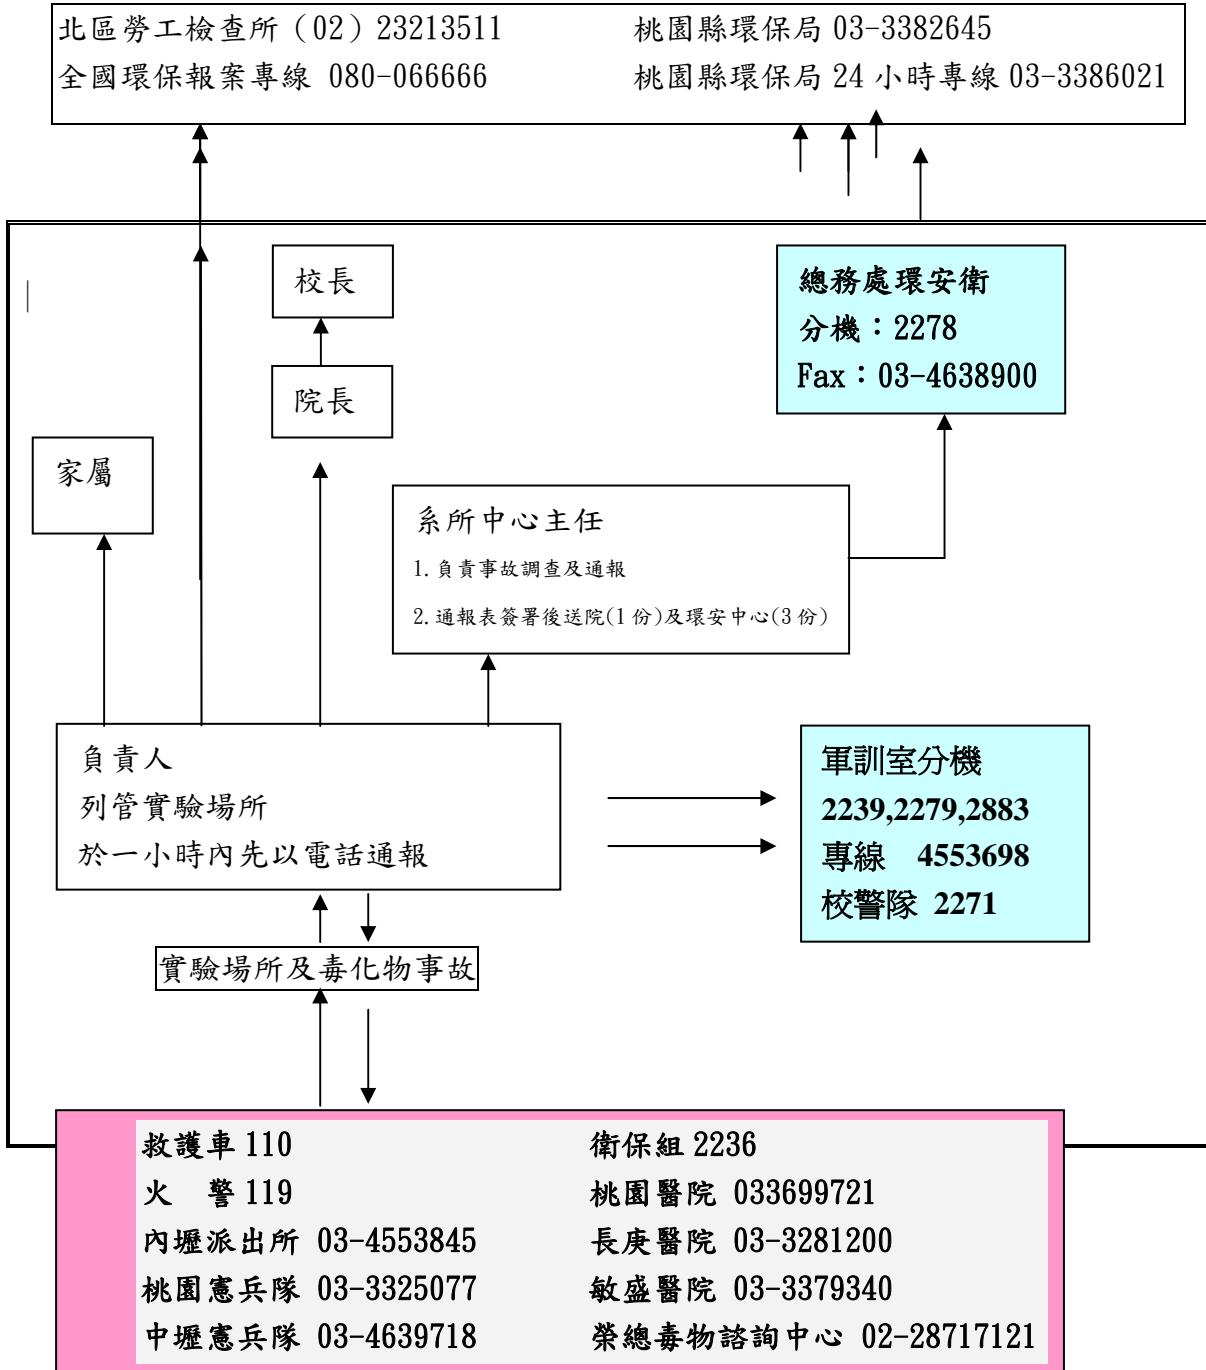 北區勞工檢查所（02）23213511 桃園縣環保局 03-3382645
全國環保報案專線 080-066666 桃園縣環保局 24 小時專線 03-3386021
校長
總務處環安衛
分機：2278
Fax：03-4638900
院長
家屬
系所中心主任
1.負責事故調查及通報
2.通報表簽署後送院(1份)及環安中心(3份)
負責人
列管實驗場所
於一小時內先以電話通報
軍訓室分機
2239,2279,2883
專線 4553698
校警隊 2271
實驗場所及毒化物事故
救護車 110 衛保組 2236
火 警 119 桃園醫院 033699721
內壢派出所 03-4553845 長庚醫院 03-3281200
桃園憲兵隊 03-3325077 敏盛醫院 03-3379340
中壢憲兵隊 03-4639718 榮總毒物諮詢中心 02-28717121